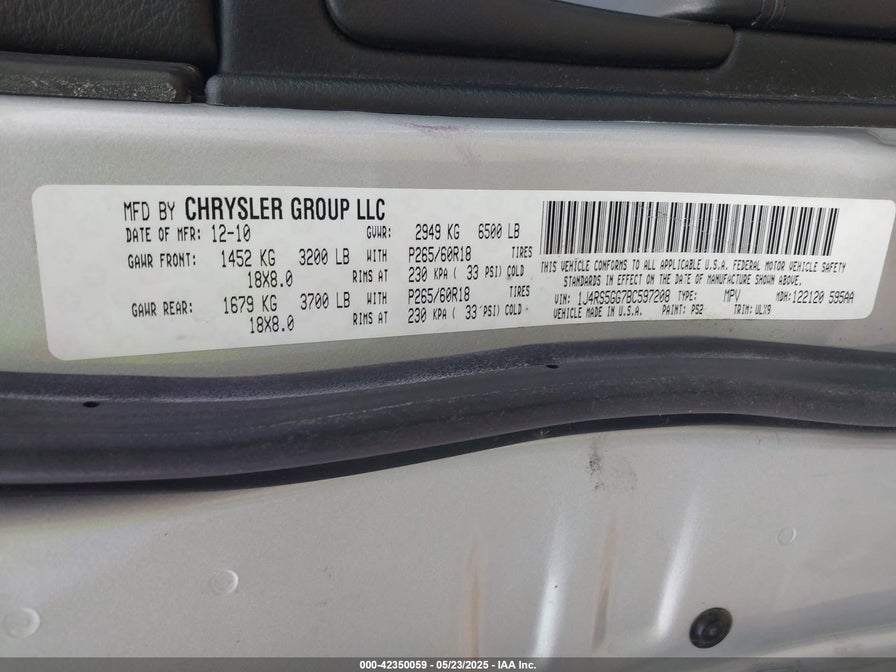 MFD BY CHRYSLER GROUP LLC
DATE OF MFR: 12-10 GVWR: 2949 KG 6500 LB
GAWR FRONT: 1452 KG 3200 LB WITH P265/60R18 TIRES
18X8.0 RIMS AT 230 KPA ( 33 PSI) COLD
GAWR REAR: 1679 KG 3700 LB WITH P265/60R18 TIRES
18X8.0 RIMS AT 230 KPA ( 33 PSI) COLD
THIS VEHICLE CONFORMS TO ALL APPLICABLE U.S.A. FEDERAL MOTOR VEHICLE SAFETY
STANDARDS IN EFFECT ON THE DATE OF MANUFACTURE SHOWN ABOVE.
VIN: 1J4RS5GG7BC597208 TYPE: MPV MDH: 122120 595AA
VEHICLE MADE IN U.S.A. PAINT: PS2 TRIM: ULX9
000-42350059 - 05/23/2025 - IAA Inc.